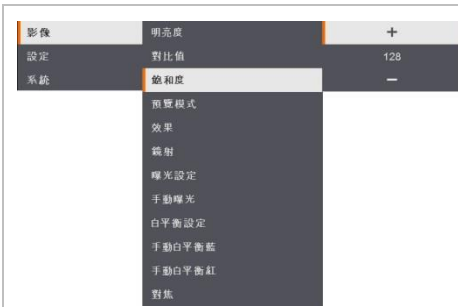 影像
設定
系統
明亮度
對比值
飽和度
預覽模式
效果
鏡射
曝光設定
手動曝光
白平衡設定
手動白平衡藍
手動白平衡紅
對焦
+
128
−